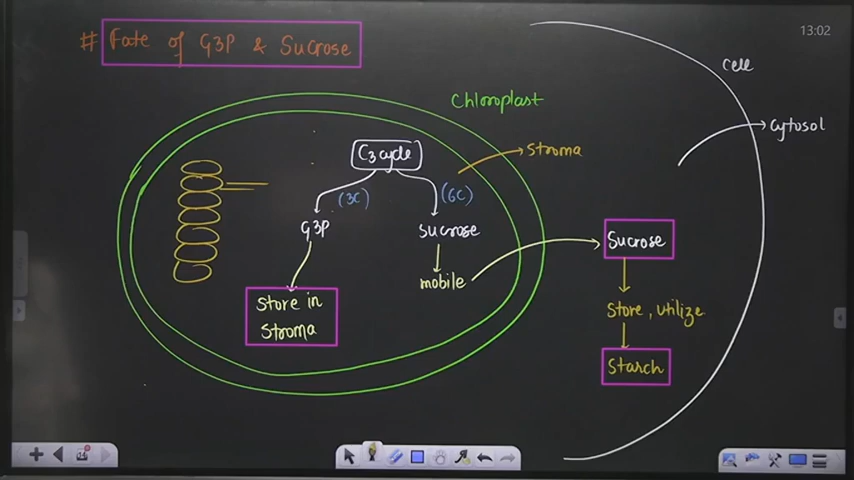 13:02
# Fate of G3P & Sucrose
Cell
Chloroplast
Cytosol
C3 cycle
Stroma
(3C)
(6C)
G3P
Sucrose
Sucrose
mobile
Store in
Stroma
Store, utilize
Starch